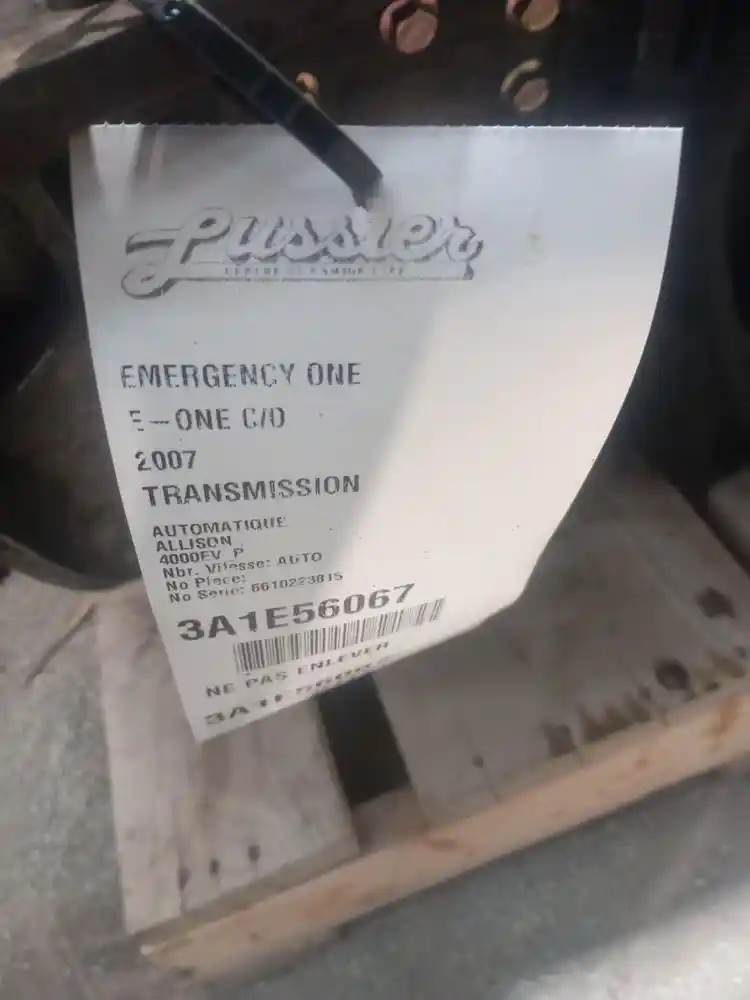 Lussier
EMERGENCY ONE
E-ONE C/O
2007
TRANSMISSION
AUTOMATIQUE
ALLISON
4000EV_P
Nbr. Vitesse: AUTO
No Piece:
No Serie: 6610223815
3A1E56067
NE PAS ENLEVER
3A1E56067